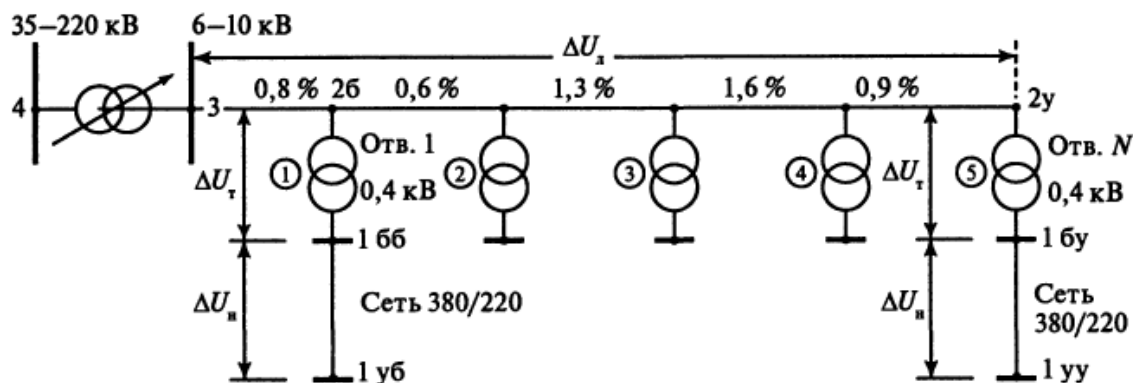 35–220 кВ
6–10 кВ
ΔUл
0,8 % 2б 0,6 % 1,3 % 1,6 % 0,9 %
4 3 2у
Отв. 1 Отв. N
ΔUт 1 2 3 4 ΔUт 5
0,4 кВ 0,4 кВ
1 бб 1 бу
ΔUн Сеть 380/220 ΔUн Сеть
380/220
1 уб 1 уу